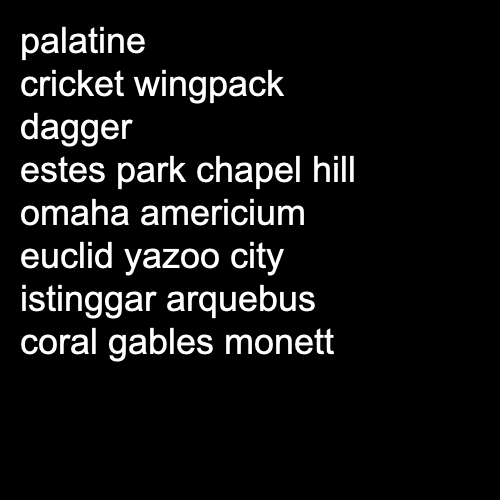 palatine
cricket wingpack
dagger
estes park chapel hill
omaha americium
euclid yazoo city
istinggar arquebus
coral gables monett